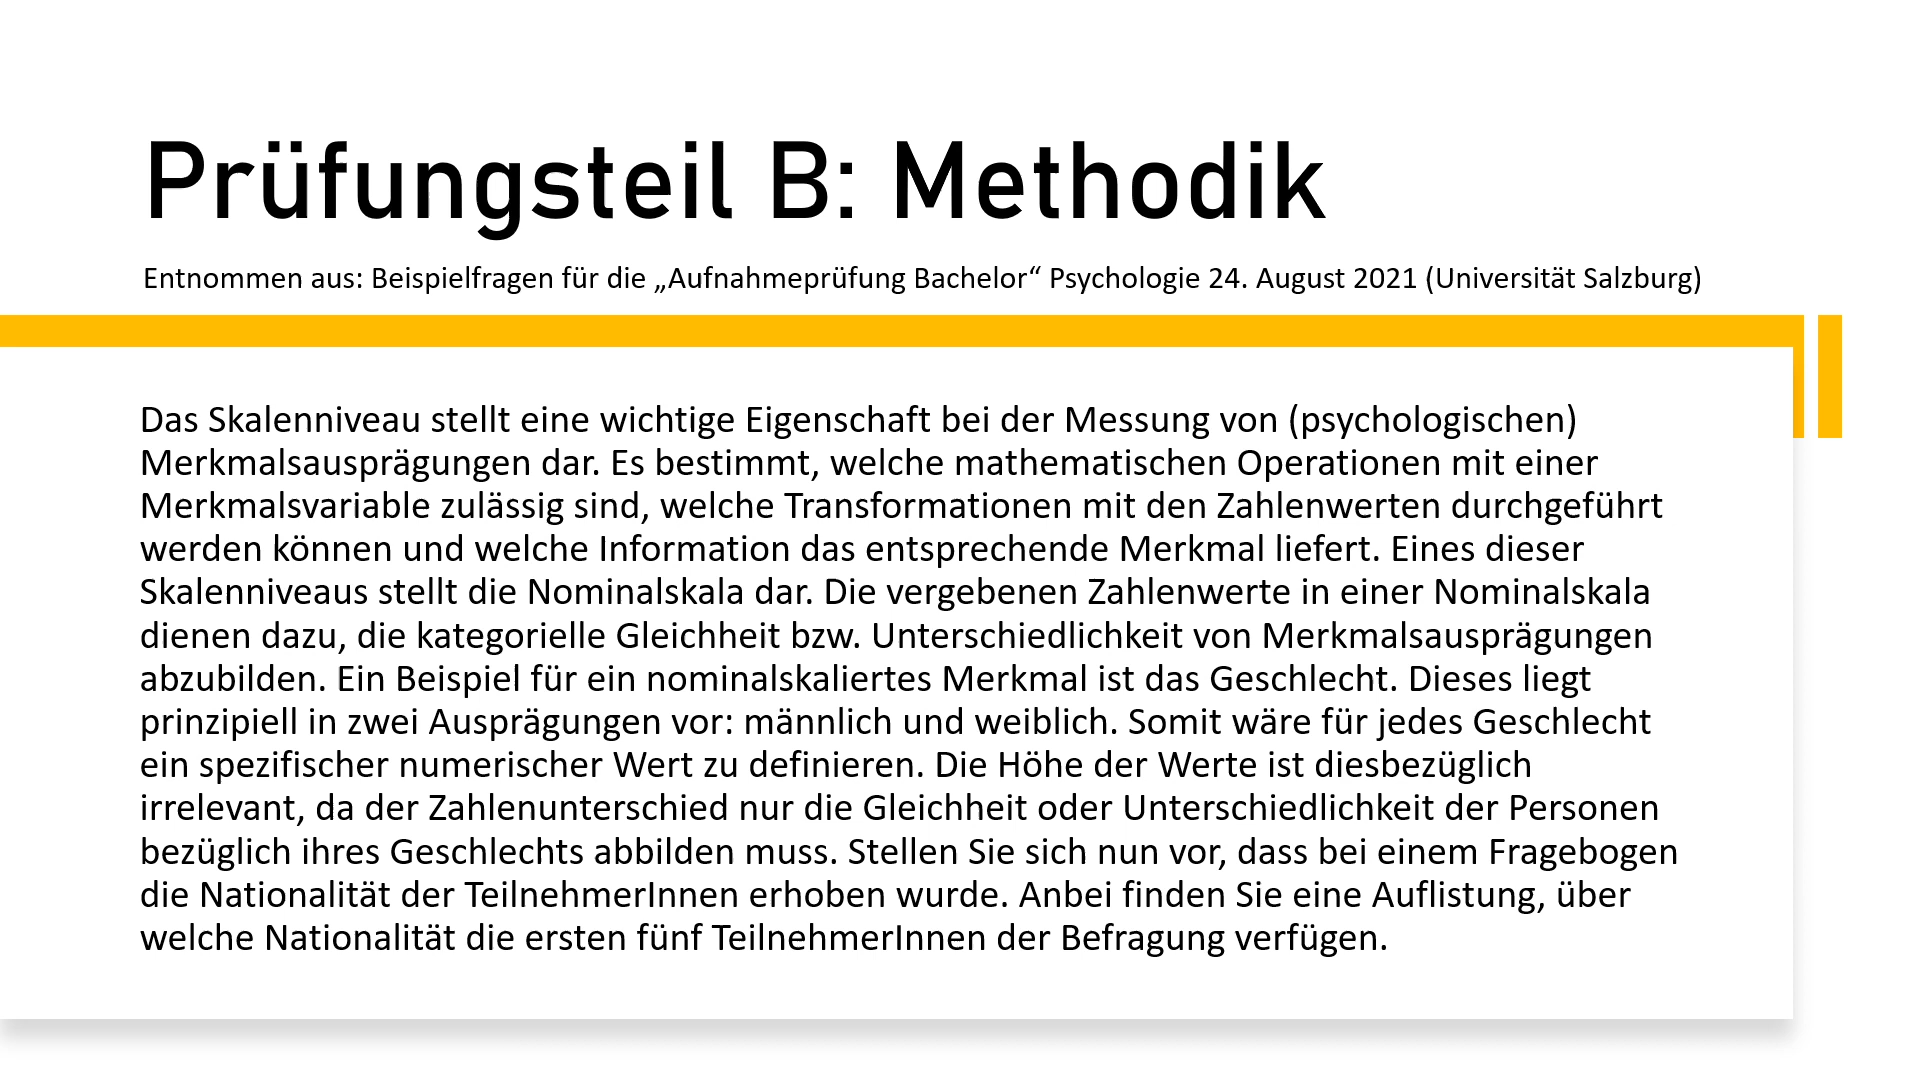 Prüfungsteil B: Methodik
Entnommen aus: Beispielfragen für die „Aufnahmeprüfung Bachelor“ Psychologie 24. August 2021 (Universität Salzburg)
Das Skalenniveau stellt eine wichtige Eigenschaft bei der Messung von (psychologischen)
Merkmalsausprägungen dar. Es bestimmt, welche mathematischen Operationen mit einer
Merkmalsvariable zulässig sind, welche Transformationen mit den Zahlenwerten durchgeführt
werden können und welche Information das entsprechende Merkmal liefert. Eines dieser
Skalenniveaus stellt die Nominalskala dar. Die vergebenen Zahlenwerte in einer Nominalskala
dienen dazu, die kategorielle Gleichheit bzw. Unterschiedlichkeit von Merkmalsausprägungen
abzubilden. Ein Beispiel für ein nominalskaliertes Merkmal ist das Geschlecht. Dieses liegt
prinzipiell in zwei Ausprägungen vor: männlich und weiblich. Somit wäre für jedes Geschlecht
ein spezifischer numerischer Wert zu definieren. Die Höhe der Werte ist diesbezüglich
irrelevant, da der Zahlenunterschied nur die Gleichheit oder Unterschiedlichkeit der Personen
bezüglich ihres Geschlechts abbilden muss. Stellen Sie sich nun vor, dass bei einem Fragebogen
die Nationalität der TeilnehmerInnen erhoben wurde. Anbei finden Sie eine Auflistung, über
welche Nationalität die ersten fünf TeilnehmerInnen der Befragung verfügen.